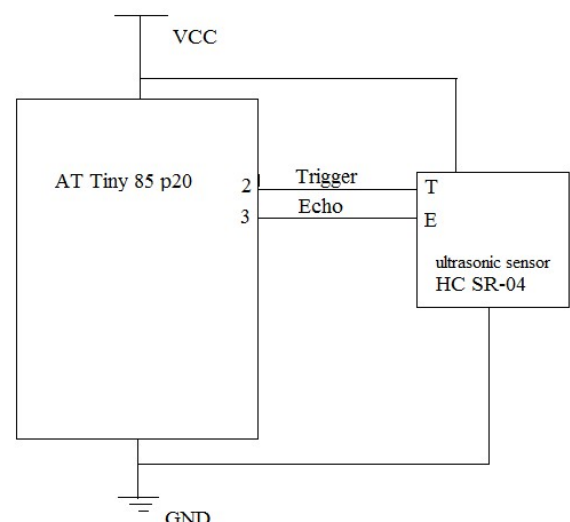 VCC
AT Tiny 85 p20
2
Trigger
T
3
Echo
E
ultrasonic sensor
HC SR-04
GND